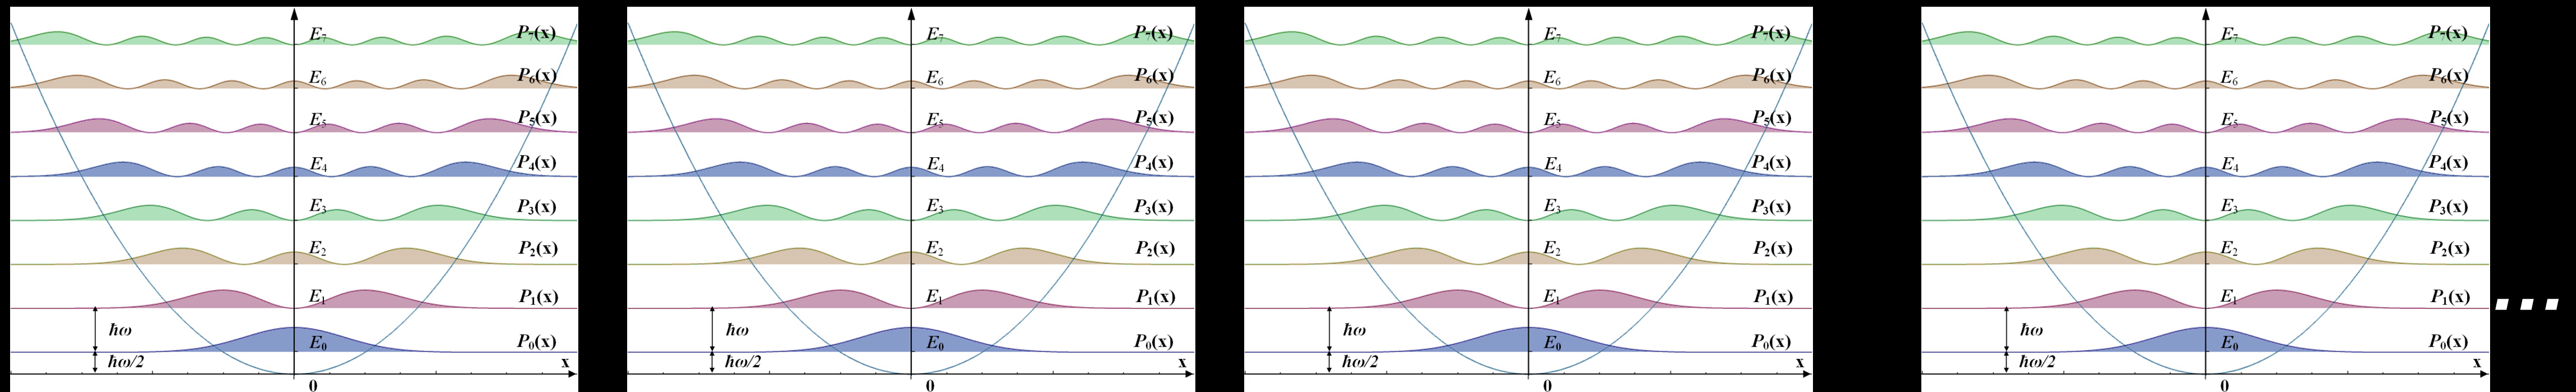 E₇ P₇(x)
E₆ P₆(x)
E₅ P₅(x)
E₄ P₄(x)
E₃ P₃(x)
E₂ P₂(x)
E₁ P₁(x)
ħω
E₀ P₀(x)
ħω/2 x
0
E₇ P₇(x)
E₆ P₆(x)
E₅ P₅(x)
E₄ P₄(x)
E₃ P₃(x)
E₂ P₂(x)
E₁ P₁(x)
ħω
E₀ P₀(x)
ħω/2 x
0
E₇ P₇(x)
E₆ P₆(x)
E₅ P₅(x)
E₄ P₄(x)
E₃ P₃(x)
E₂ P₂(x)
E₁ P₁(x)
ħω
E₀ P₀(x)
ħω/2 x
0
E₇ P₇(x)
E₆ P₆(x)
E₅ P₅(x)
E₄ P₄(x)
E₃ P₃(x)
E₂ P₂(x)
E₁ P₁(x)
ħω
E₀ P₀(x)
ħω/2 x
0
...